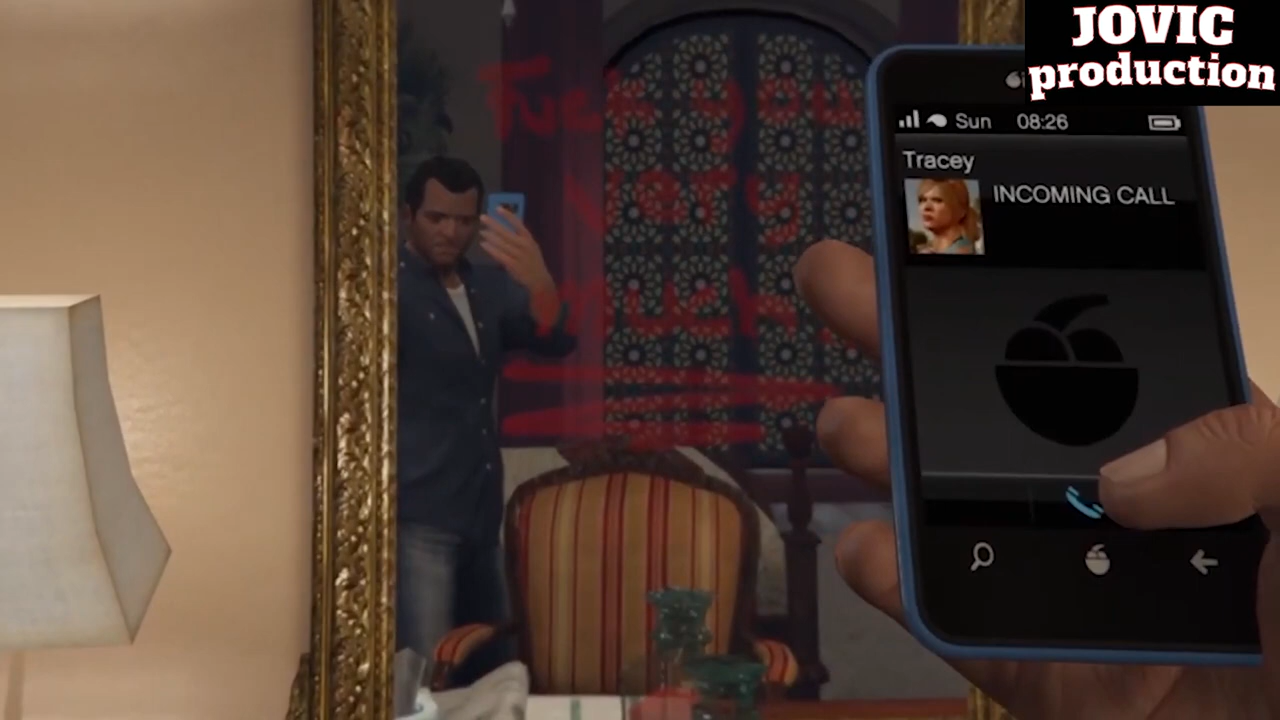 JOVIC
production
Sun 08:26
Tracey
INCOMING CALL
Fuck you
very
much